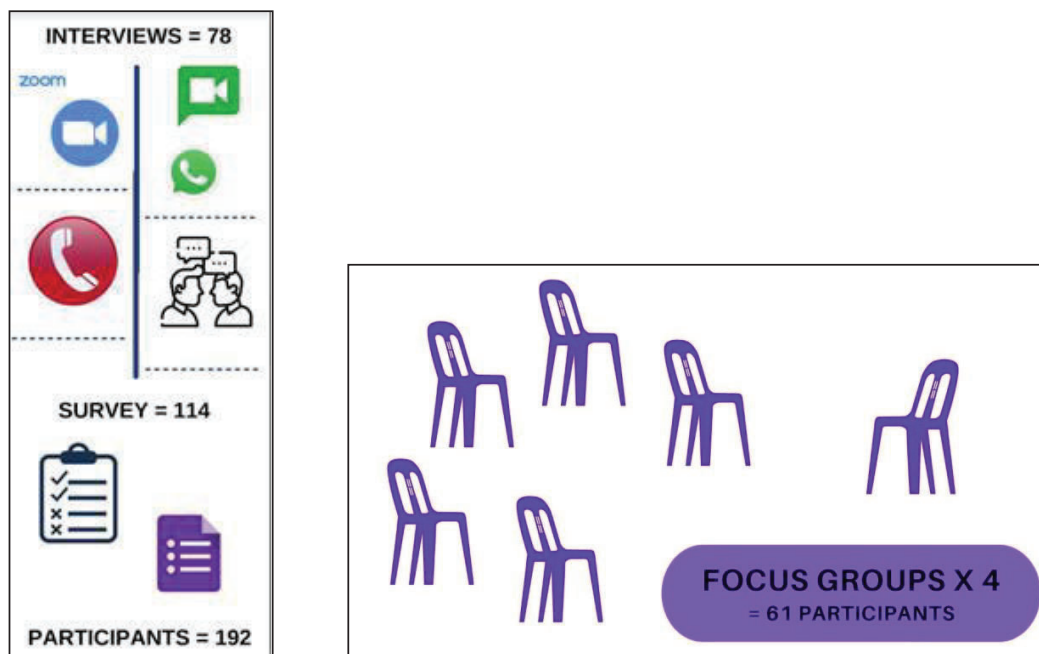 INTERVIEWS = 78
zoom
SURVEY = 114
PARTICIPANTS = 192
FOCUS GROUPS X 4
= 61 PARTICIPANTS